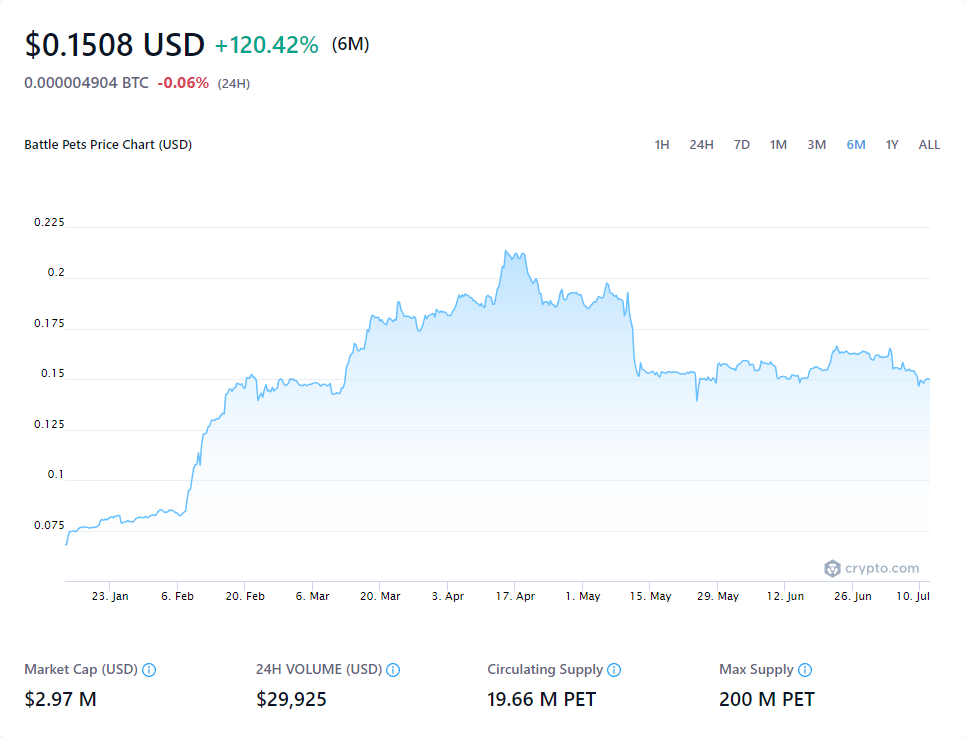 $0.1508 USD +120.42% (6M)
0.000004904 BTC -0.06% (24H)
Battle Pets Price Chart (USD) 1H 24H 7D 1M 3M 6M 1Y ALL
0.225
0.2
0.175
0.15
0.125
0.1
0.075
crypto.com
23. Jan 6. Feb 20. Feb 6. Mar 20. Mar 3. Apr 17. Apr 1. May 15. May 29. May 12. Jun 26. Jun 10. Jul
Market Cap (USD) 24H VOLUME (USD) Circulating Supply Max Supply
$2.97 M $29,925 19.66 M PET 200 M PET